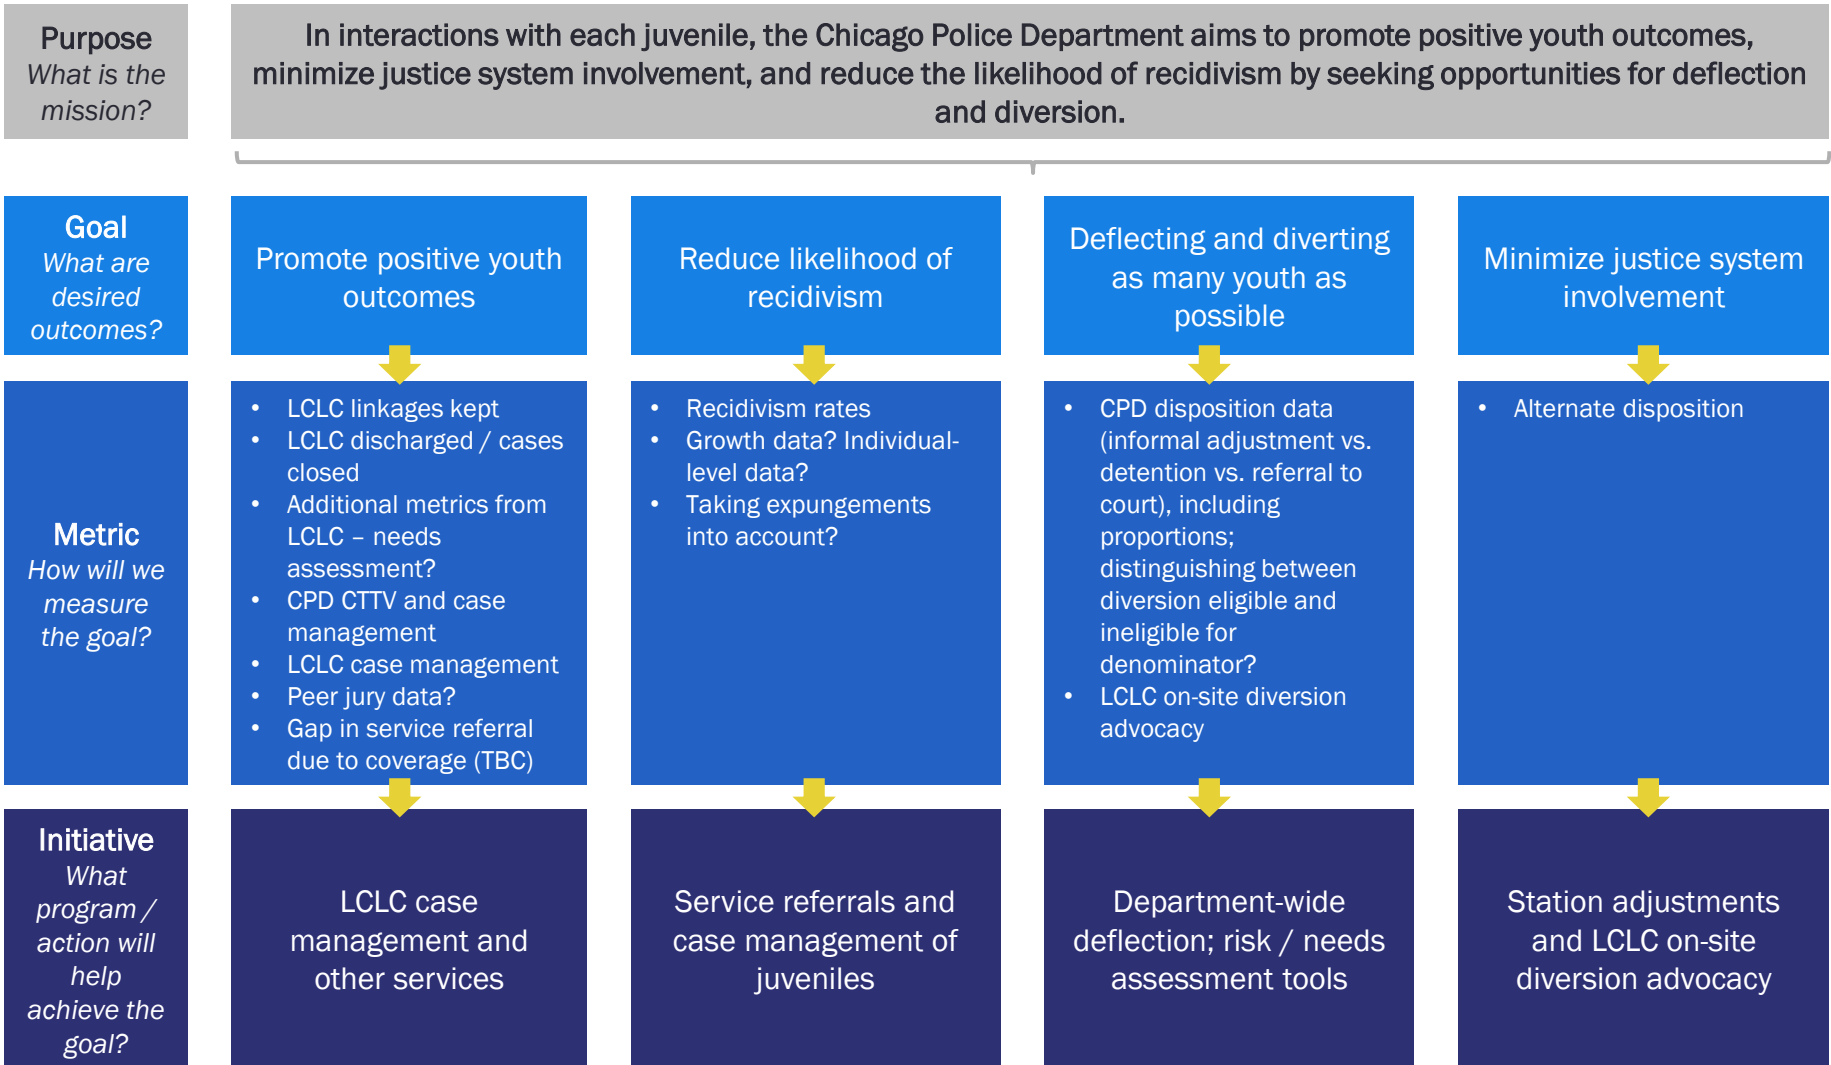 Purpose
What is the
mission?
In interactions with each juvenile, the Chicago Police Department aims to promote positive youth outcomes,
minimize justice system involvement, and reduce the likelihood of recidivism by seeking opportunities for deflection
and diversion.
Goal
What are
desired
outcomes?
Promote positive youth
outcomes
Reduce likelihood of
recidivism
Deflecting and diverting
as many youth as
possible
Minimize justice system
involvement
Metric
How will we
measure
the goal?
• LCLC linkages kept
• LCLC discharged / cases
closed
• Additional metrics from
LCLC – needs
assessment?
• CPD CTTV and case
management
• LCLC case management
• Peer jury data?
• Gap in service referral
due to coverage (TBC)
• Recidivism rates
• Growth data? Individual-
level data?
• Taking expungements
into account?
• CPD disposition data
(informal adjustment vs.
detention vs. referral to
court), including
proportions;
distinguishing between
diversion eligible and
ineligible for
denominator?
• LCLC on-site diversion
advocacy
• Alternate disposition
Initiative
What
program /
action will
help
achieve the
goal?
LCLC case
management and
other services
Service referrals and
case management of
juveniles
Department-wide
deflection; risk / needs
assessment tools
Station adjustments
and LCLC on-site
diversion advocacy